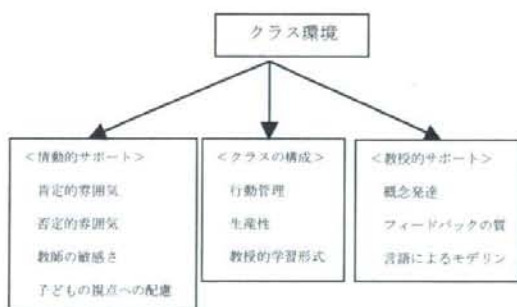 クラス環境
＜情動的サポート＞
肯定的雰囲気
否定的雰囲気
教師の敏感さ
子どもの視点への配慮
＜クラスの構成＞
行動管理
生産性
教授的学習形式
＜教授的サポート＞
概念発達
フィードバックの質
言語によるモデリン